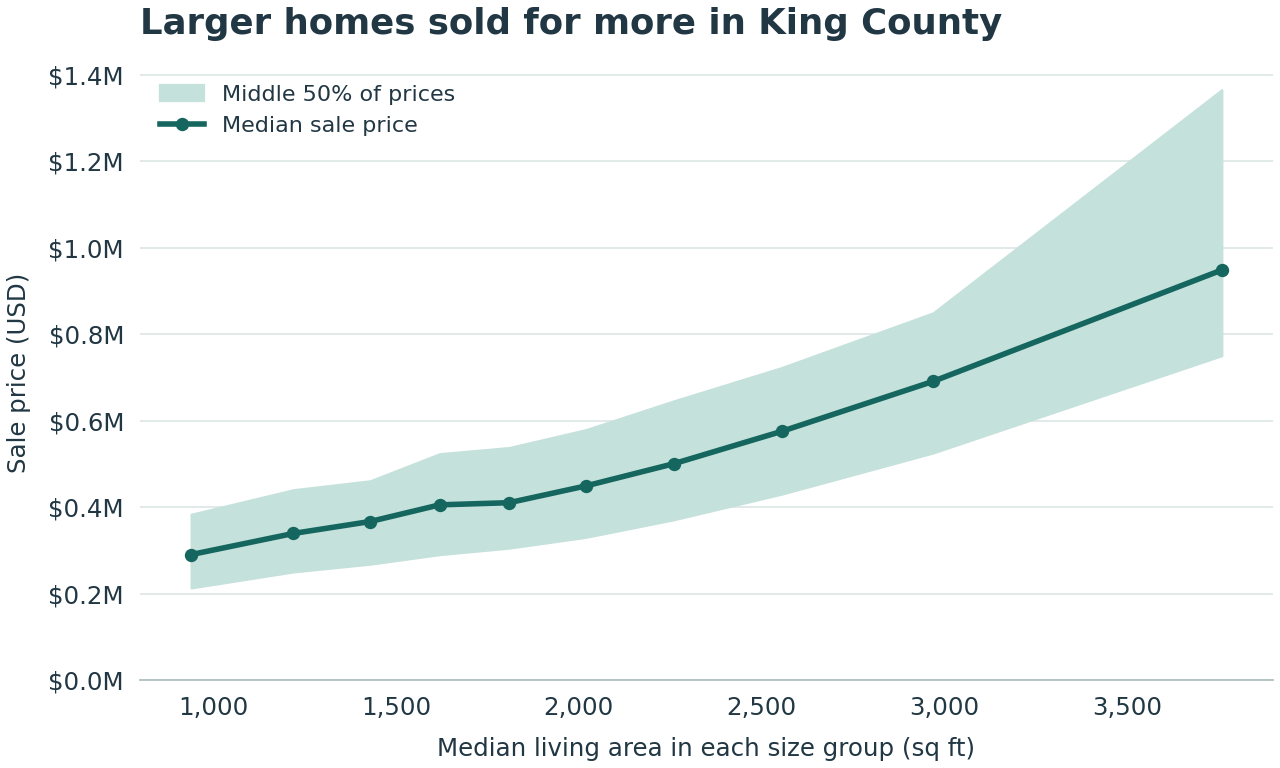 Larger homes sold for more in King County
$1.4M
$1.2M
$1.0M
$0.8M
$0.6M
$0.4M
$0.2M
$0.0M
Sale price (USD)
Middle 50% of prices
Median sale price
1,000
1,500
2,000
2,500
3,000
3,500
Median living area in each size group (sq ft)